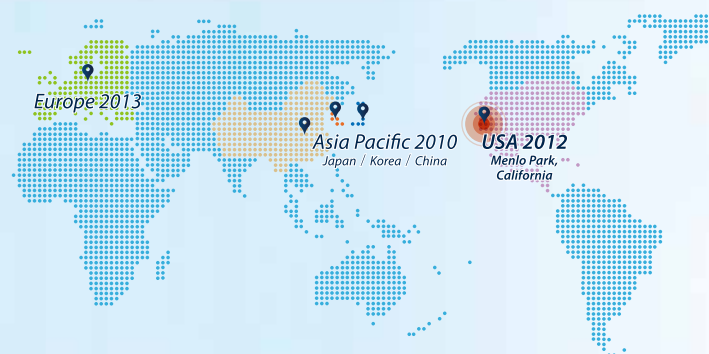 Europe 2013
Asia Pacific 2010
Japan / Korea / China
USA 2012
Menlo Park,
California